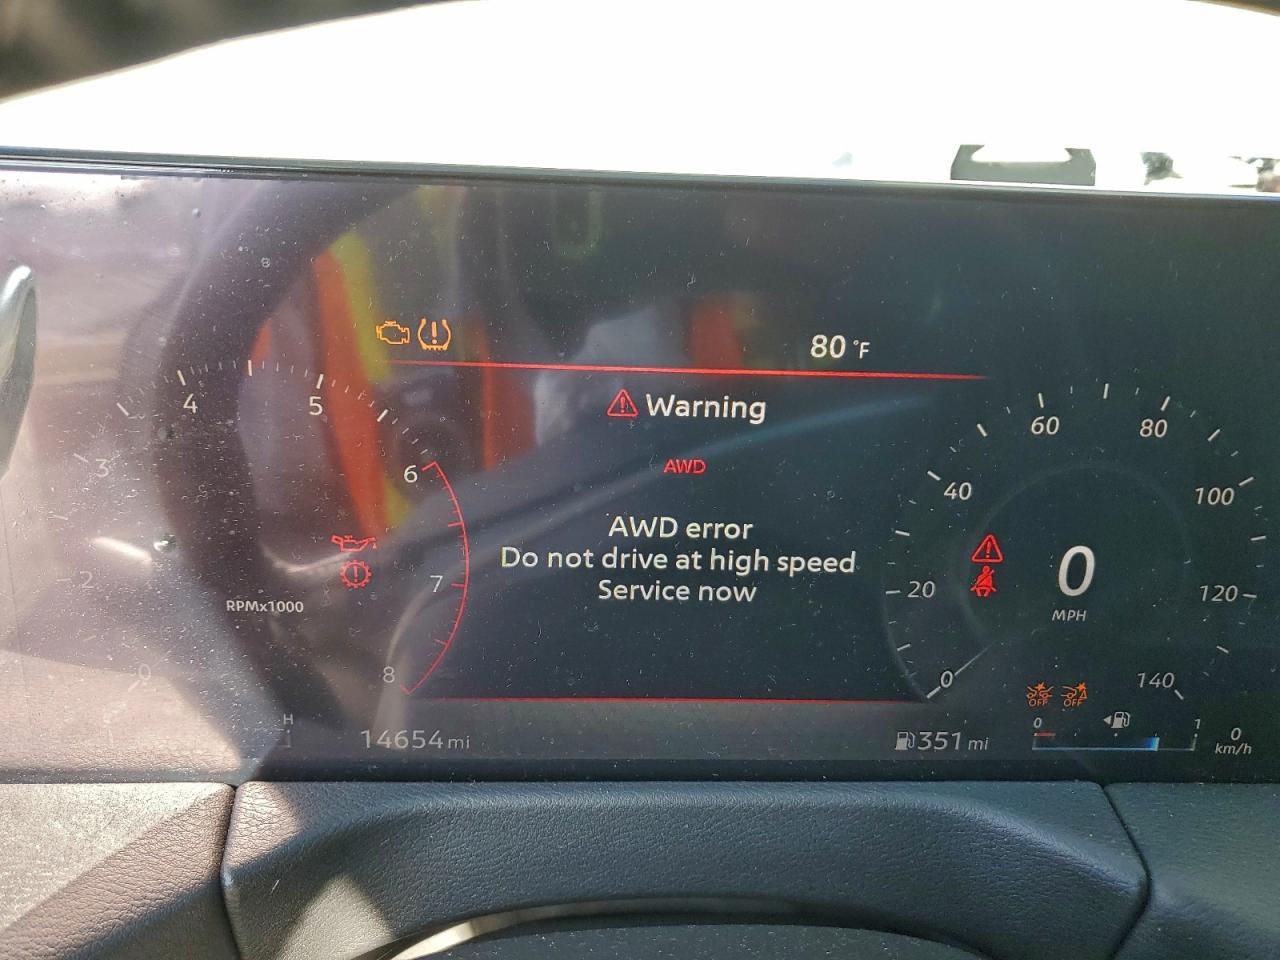 80 °F
Warning
AWD
AWD error
Do not drive at high speed
Service now
0
2
3
4
5
6
7
8
RPMx1000
0
20
40
60
80
100
120
140
0
MPH
OFF OFF
H
14654 mi
351 mi
0 1
0
km/h